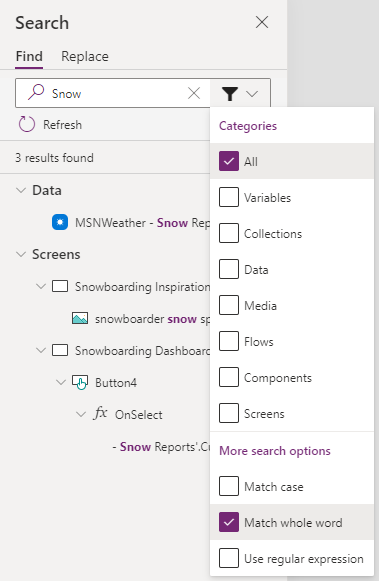 Search
Find Replace
Snow
Refresh
3 results found
Data
MSNWeather - Snow Rep
Screens
Snowboarding Inspiration
snowboarder snow sp
Snowboarding Dashboard
Button4
fx OnSelect
- Snow Reports'.Cu
Categories
All
Variables
Collections
Data
Media
Flows
Components
Screens
More search options
Match case
Match whole word
Use regular expression